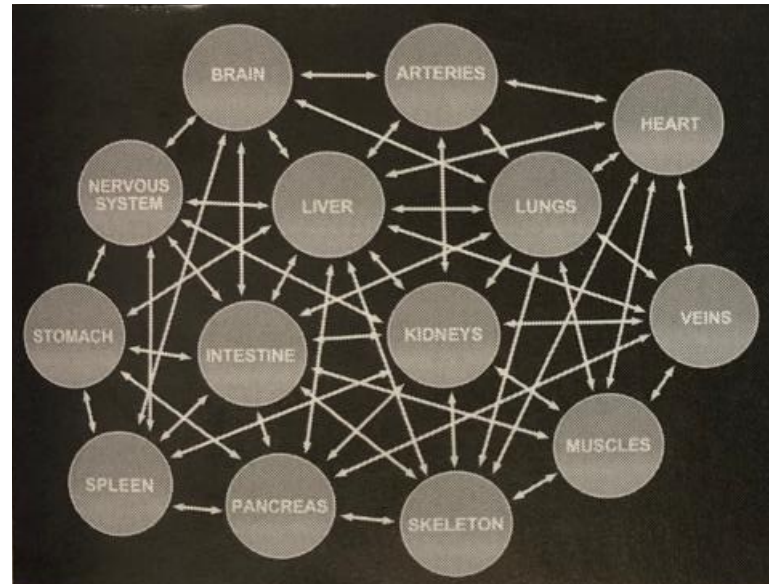 BRAIN
ARTERIES
HEART
NERVOUS
SYSTEM
LIVER
LUNGS
STOMACH
INTESTINE
KIDNEYS
VEINS
SPLEEN
PANCREAS
SKELETON
MUSCLES